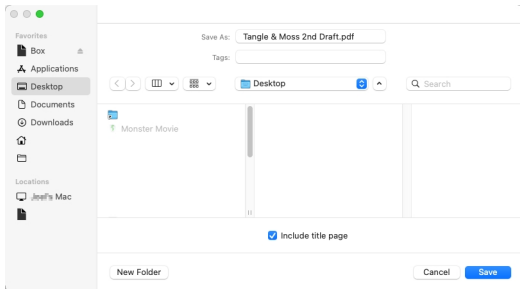 Favorites
Box
Applications
Desktop
Documents
Downloads
Locations
Mac
Save As: Tangle & Moss 2nd Draft.pdf
Tags:
Desktop
Search
Monster Movie
Include title page
New Folder
Cancel
Save